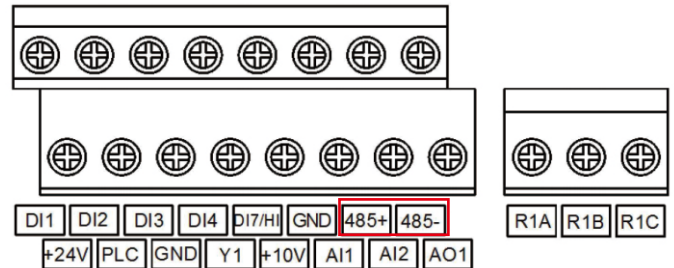 DI1 DI2 DI3 DI4 DI7/HI GND 485+ 485- R1A R1B R1C
+24V PLC GND Y1 +10V AI1 AI2 AO1